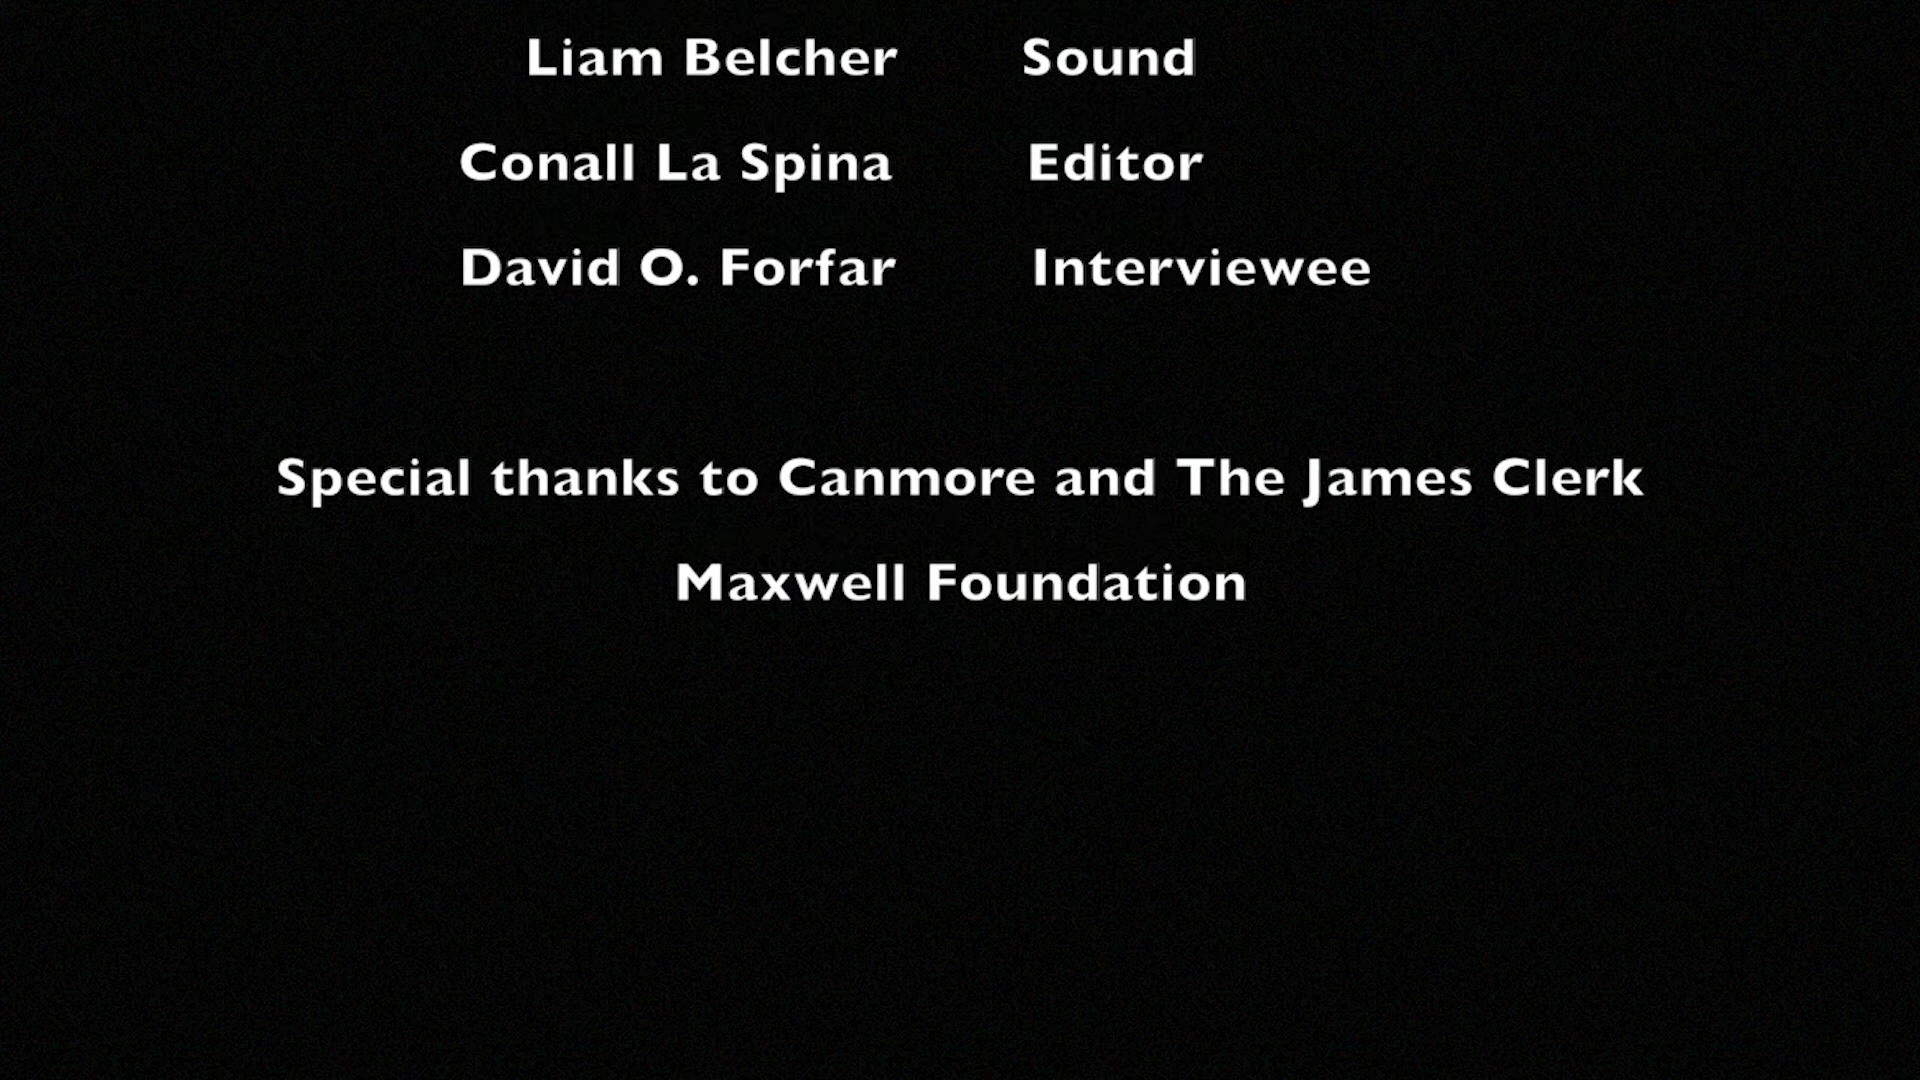 Liam Belcher Sound
Conall La Spina Editor
David O. Forfar Interviewee
Special thanks to Canmore and The James Clerk
Maxwell Foundation